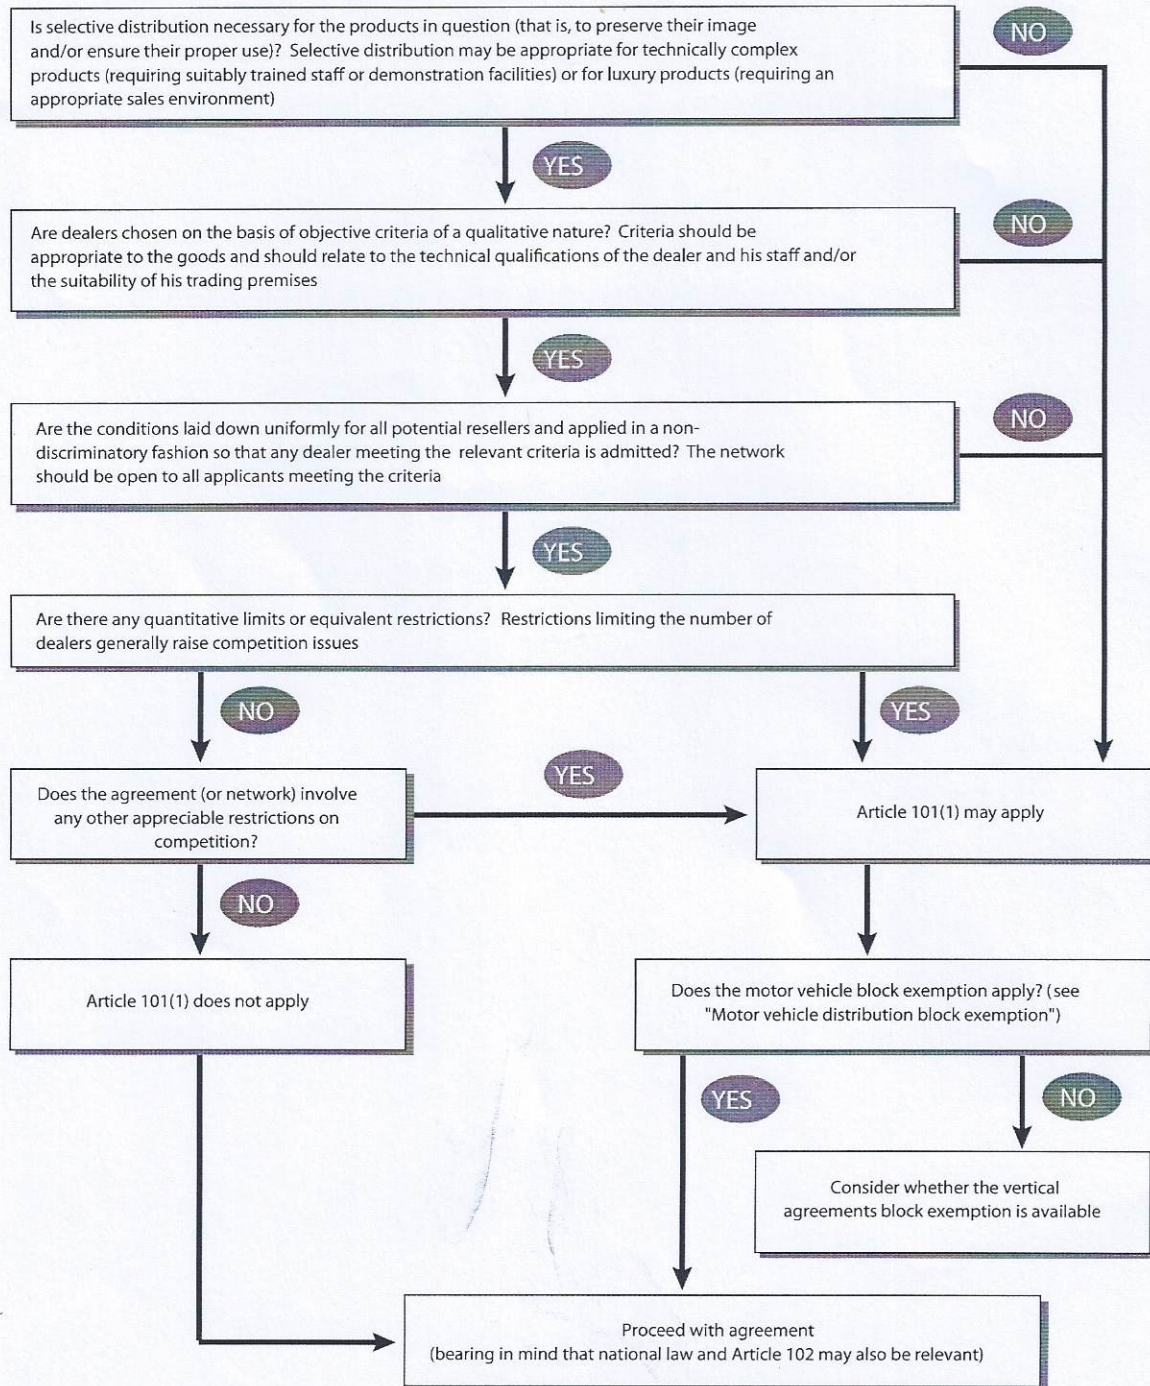 Is selective distribution necessary for the products in question (that is, to preserve their image
and/or ensure their proper use)? Selective distribution may be appropriate for technically complex
products (requiring suitably trained staff or demonstration facilities) or for luxury products (requiring an
appropriate sales environment)
NO
YES
Are dealers chosen on the basis of objective criteria of a qualitative nature? Criteria should be
appropriate to the goods and should relate to the technical qualifications of the dealer and his staff and/or
the suitability of his trading premises
NO
YES
Are the conditions laid down uniformly for all potential resellers and applied in a non-
discriminatory fashion so that any dealer meeting the relevant criteria is admitted? The network
should be open to all applicants meeting the criteria
NO
YES
Are there any quantitative limits or equivalent restrictions? Restrictions limiting the number of
dealers generally raise competition issues
NO
YES
Does the agreement (or network) involve
any other appreciable restrictions on
competition?
YES
Article 101(1) may apply
NO
Article 101(1) does not apply
Does the motor vehicle block exemption apply? (see
"Motor vehicle distribution block exemption")
YES
NO
Consider whether the vertical
agreements block exemption is available
Proceed with agreement
(bearing in mind that national law and Article 102 may also be relevant)